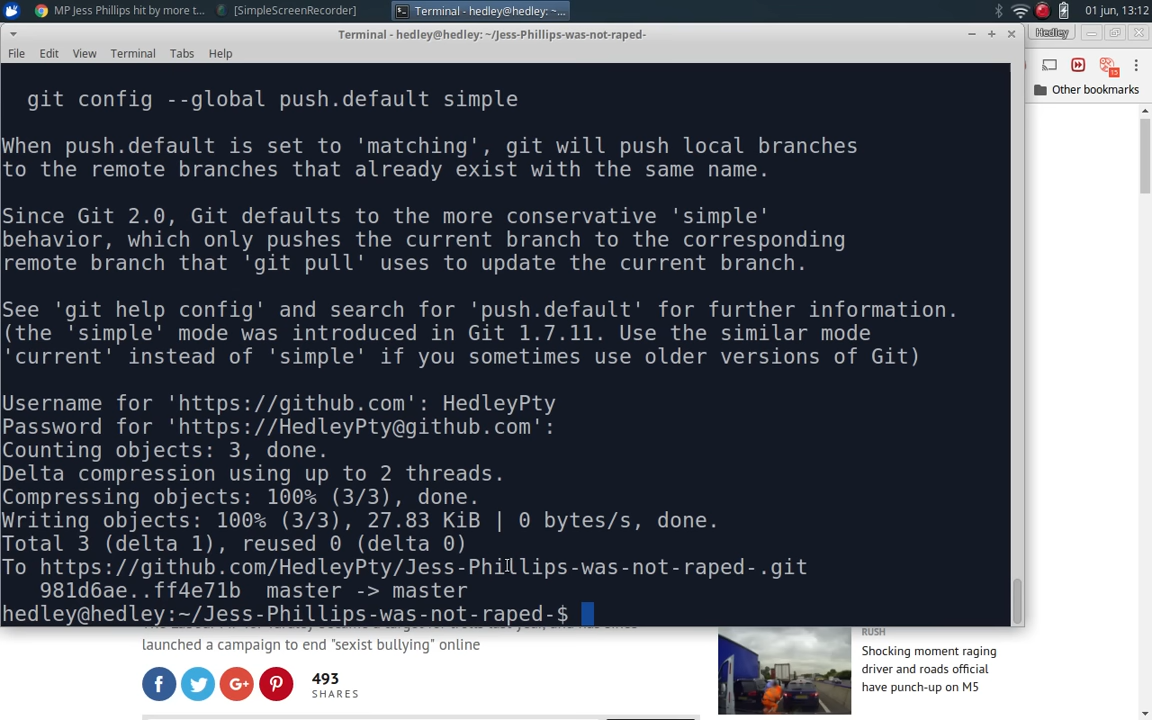 MP Jess Phillips hit by more t...
[SimpleScreenRecorder]
Terminal - hedley@hedley: ~...
01 jun, 13:12
Terminal - hedley@hedley: ~/Jess-Phillips-was-not-raped-
Hedley
File Edit View Terminal Tabs Help
15
Other bookmarks
git config --global push.default simple
When push.default is set to 'matching', git will push local branches
to the remote branches that already exist with the same name.
Since Git 2.0, Git defaults to the more conservative 'simple'
behavior, which only pushes the current branch to the corresponding
remote branch that 'git pull' uses to update the current branch.
See 'git help config' and search for 'push.default' for further information.
(the 'simple' mode was introduced in Git 1.7.11. Use the similar mode
'current' instead of 'simple' if you sometimes use older versions of Git)
Username for 'https://github.com': HedleyPty
Password for 'https://HedleyPty@github.com':
Counting objects: 3, done.
Delta compression using up to 2 threads.
Compressing objects: 100% (3/3), done.
Writing objects: 100% (3/3), 27.83 KiB | 0 bytes/s, done.
Total 3 (delta 1), reused 0 (delta 0)
To https://github.com/HedleyPty/Jess-Phillips-was-not-raped-.git
981d6ae..ff4e71b master -> master
hedley@hedley:~/Jess-Phillips-was-not-raped-$
launched a campaign to end "sexist bullying" online
493
SHARES
RUSH
Shocking moment raging
driver and roads official
have punch-up on M5